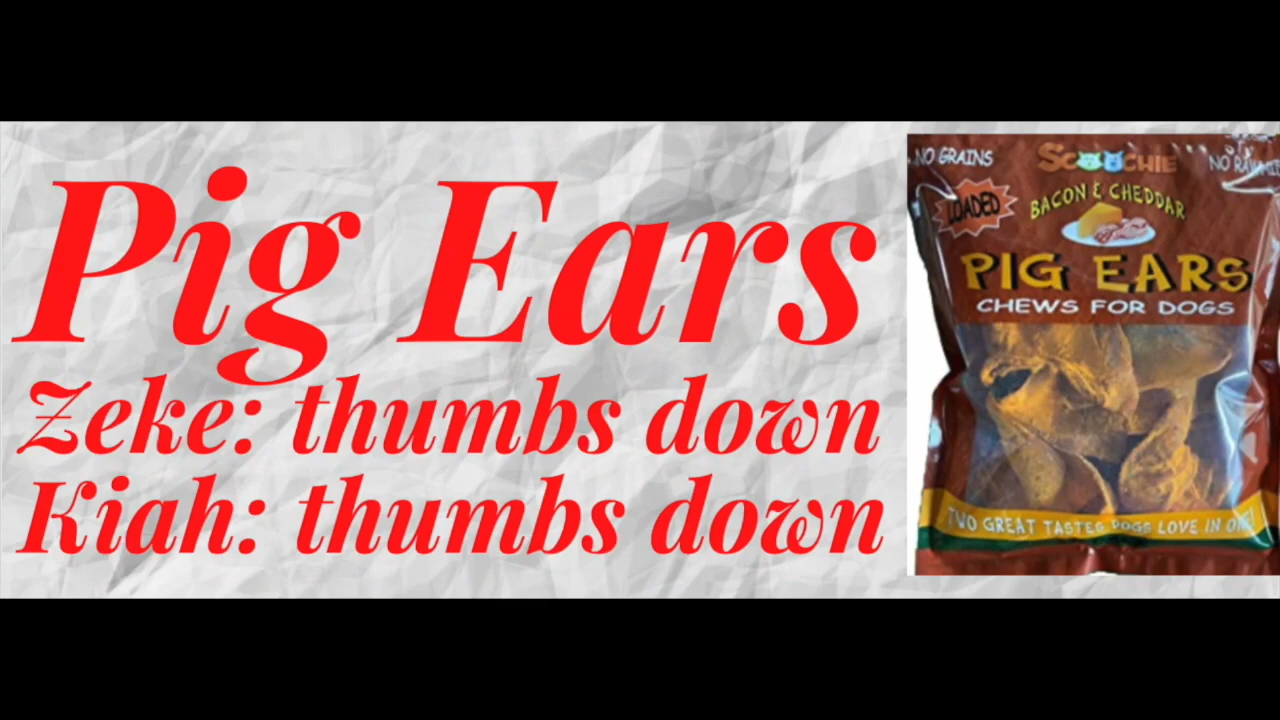 Pig Ears
Zeke: thumbs down
Kiah: thumbs down
NO GRAINS
SCOOCHIE
LOADED
BACON & CHEDDAR
PIG EARS
CHEWS FOR DOGS
TWO GREAT TASTES DOGS LOVE IN